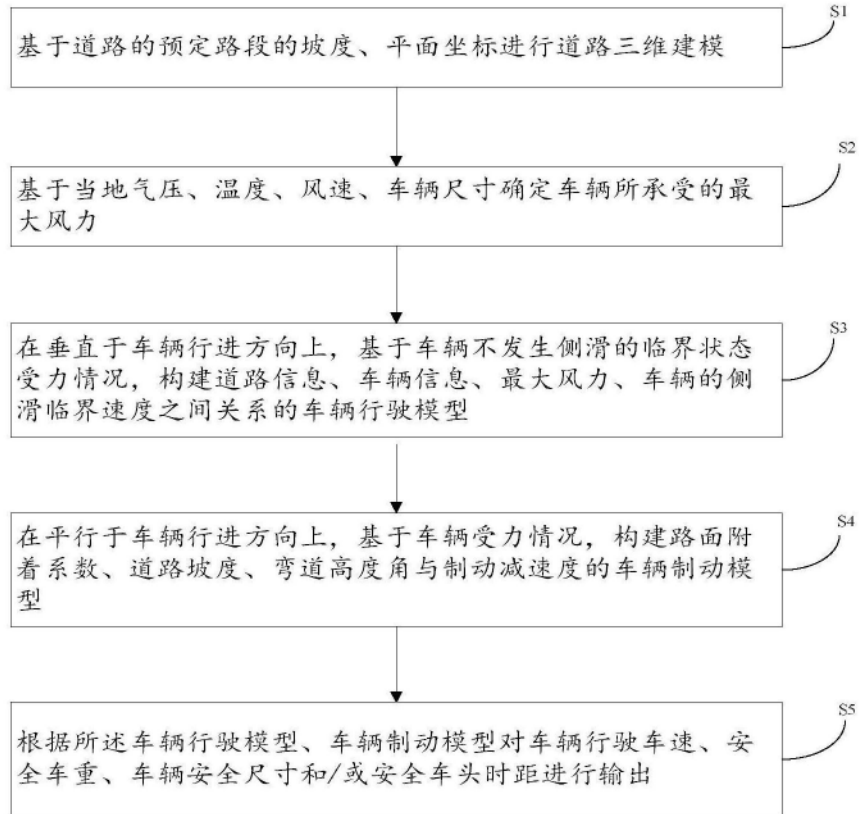 S1
基于道路的预定路段的坡度、平面坐标进行道路三维建模
S2
基于当地气压、温度、风速、车辆尺寸确定车辆所承受的最
大风力
S3
在垂直于车辆行进方向上，基于车辆不发生侧滑的临界状态
受力情况，构建道路信息、车辆信息、最大风力、车辆的侧
滑临界速度之间关系的车辆行驶模型
S4
在平行于车辆行进方向上，基于车辆受力情况，构建路面附
着系数、道路坡度、弯道高度角与制动减速度的车辆制动模
型
S5
根据所述车辆行驶模型、车辆制动模型对车辆行驶车速、安
全车重、车辆安全尺寸和/或安全车头时距进行输出